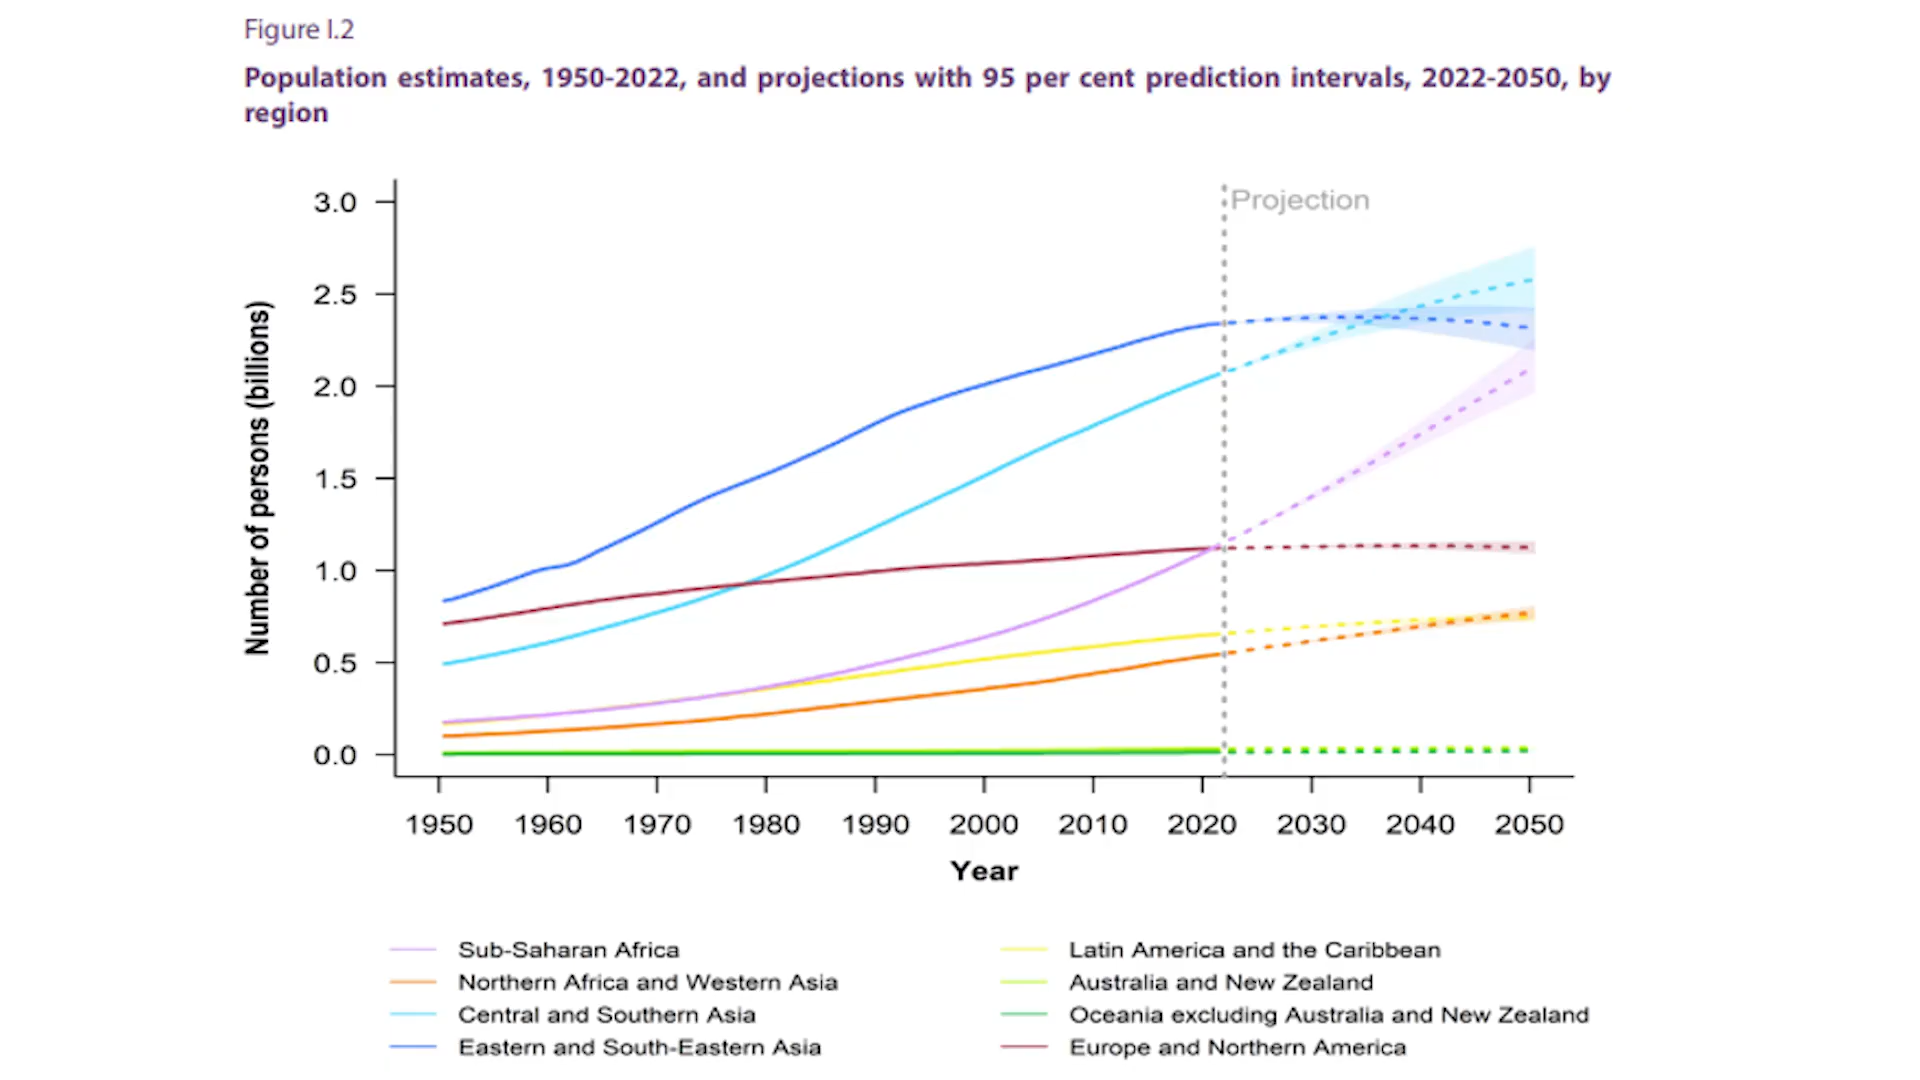 Figure I.2
Population estimates, 1950-2022, and projections with 95 per cent prediction intervals, 2022-2050, by
region
Projection
Number of persons (billions)
3.0
2.5
2.0
1.5
1.0
0.5
0.0
1950 1960 1970 1980 1990 2000 2010 2020 2030 2040 2050
Year
Sub-Saharan Africa
Northern Africa and Western Asia
Central and Southern Asia
Eastern and South-Eastern Asia
Latin America and the Caribbean
Australia and New Zealand
Oceania excluding Australia and New Zealand
Europe and Northern America